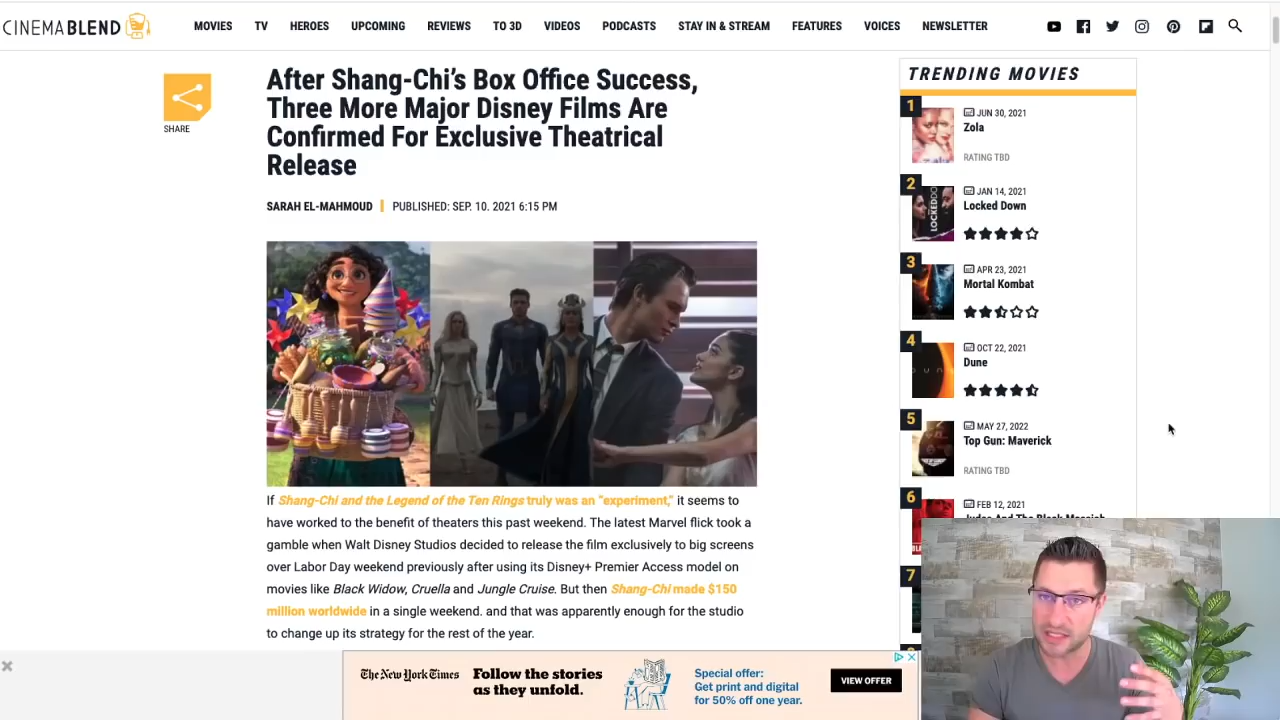 CINEMABLEND
MOVIES TV HEROES UPCOMING REVIEWS TO 3D VIDEOS PODCASTS STAY IN & STREAM FEATURES VOICES NEWSLETTER
After Shang-Chi's Box Office Success,
Three More Major Disney Films Are
Confirmed For Exclusive Theatrical
Release
SHARE
SARAH EL-MAHMOUD PUBLISHED: SEP. 10. 2021 6:15 PM
If Shang-Chi and the Legend of the Ten Rings truly was an "experiment," it seems to
have worked to the benefit of theaters this past weekend. The latest Marvel flick took a
gamble when Walt Disney Studios decided to release the film exclusively to big screens
over Labor Day weekend previously after using its Disney+ Premier Access model on
movies like Black Widow, Cruella and Jungle Cruise. But then Shang-Chi made $150
million worldwide in a single weekend. and that was apparently enough for the studio
to change up its strategy for the rest of the year.
TRENDING MOVIES
1
JUN 30, 2021
Zola
RATING TBD
2
JAN 14, 2021
Locked Down
LOCKED DO
3
APR 23, 2021
Mortal Kombat
4
OCT 22, 2021
Dune
DUN
5
MAY 27, 2022
Top Gun: Maverick
RATING TBD
6
FEB 12, 2021
Judas And The Black Messiah
7
The New York Times
Follow the stories
as they unfold.
Special offer:
Get print and digital
for 50% off one year.
VIEW OFFER